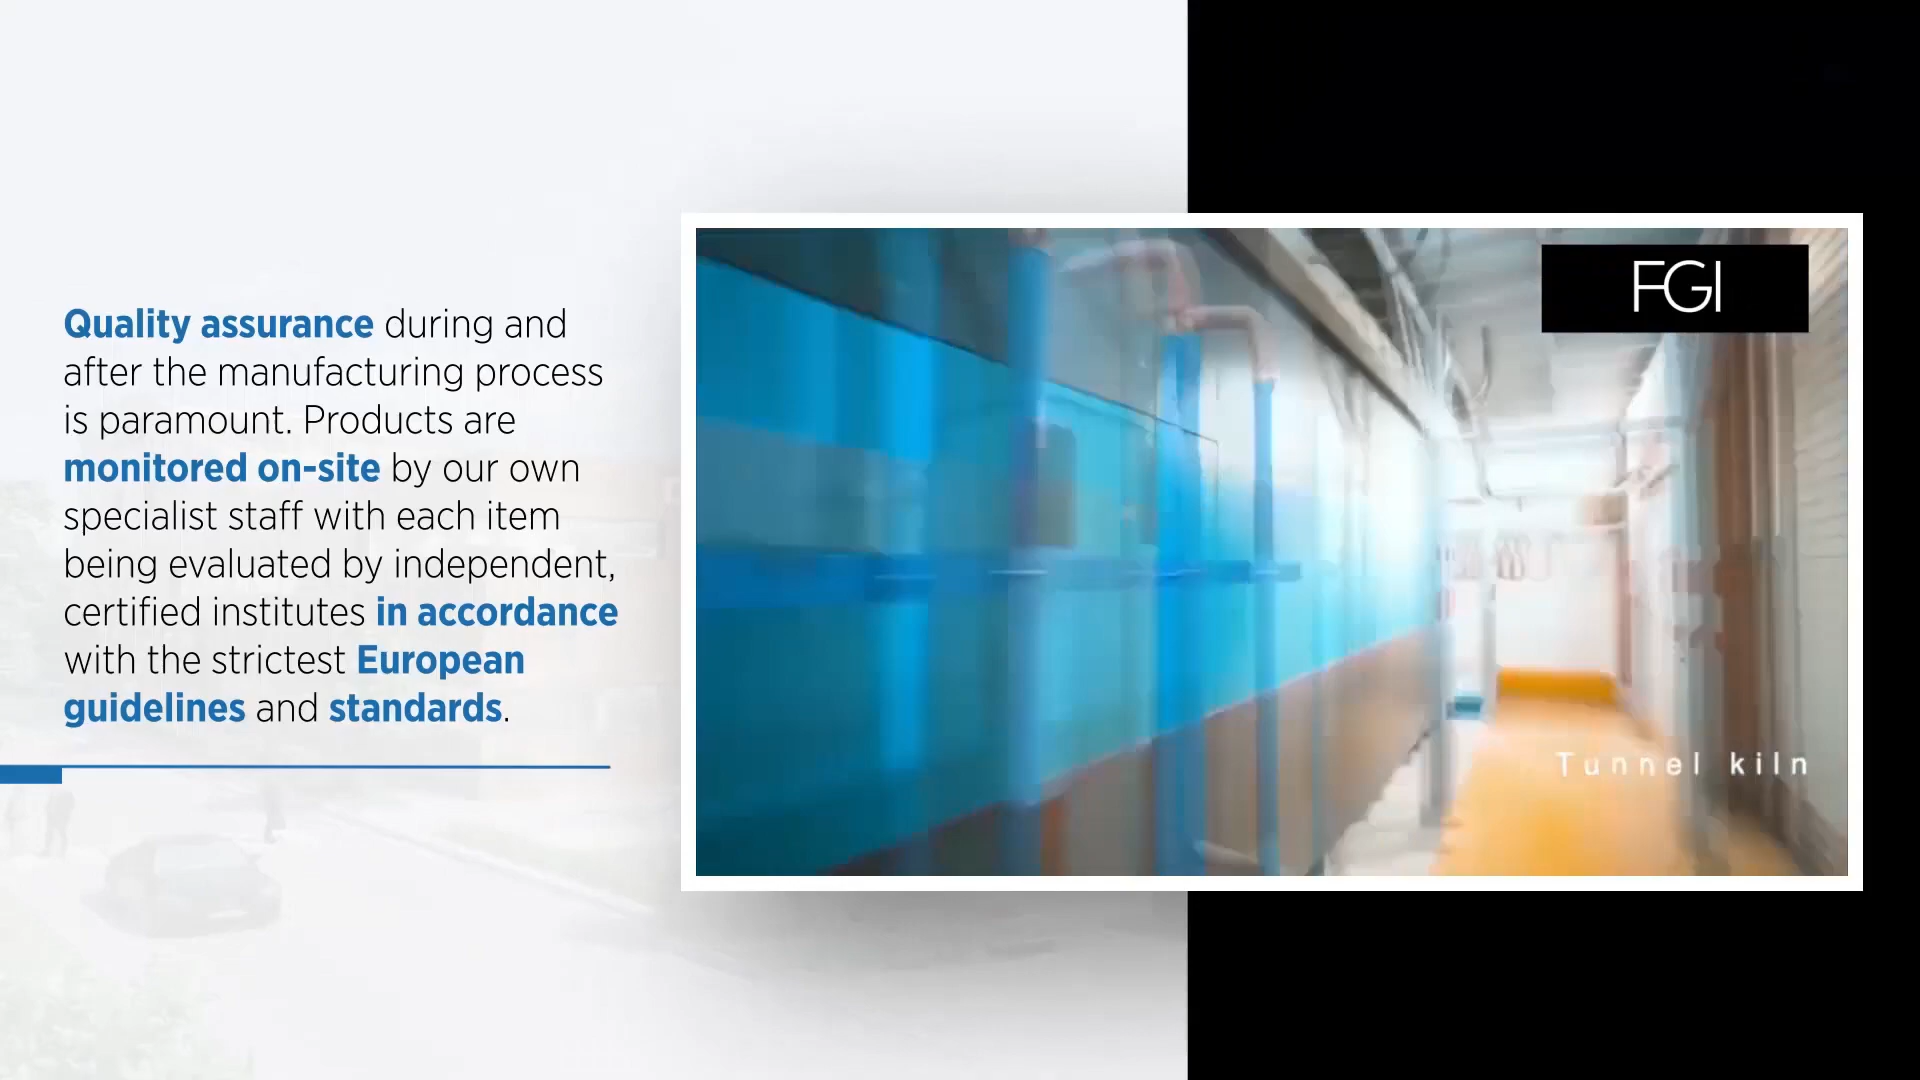 Quality assurance during and
after the manufacturing process
is paramount. Products are
monitored on-site by our own
specialist staff with each item
being evaluated by independent,
certified institutes in accordance
with the strictest European
guidelines and standards.
FGI
Tunnel kiln